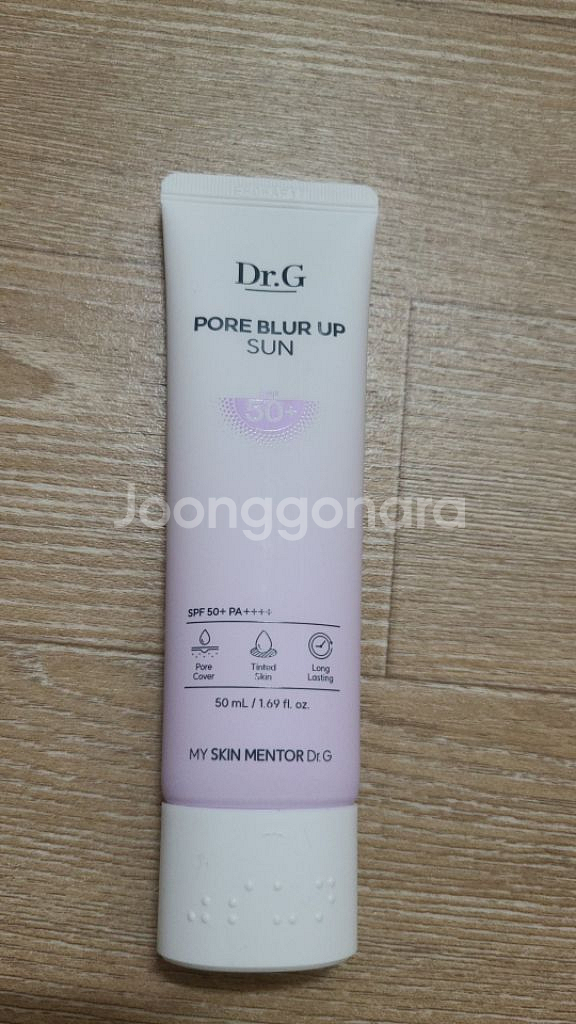 Dr.G
PORE BLUR UP
SUN
50+
Joonggonara
SPF 50+ PA++++
Pore
Cover
Tinted
Skin
Long
Lasting
50 mL / 1.69 fl. oz.
MY SKIN MENTOR Dr.G